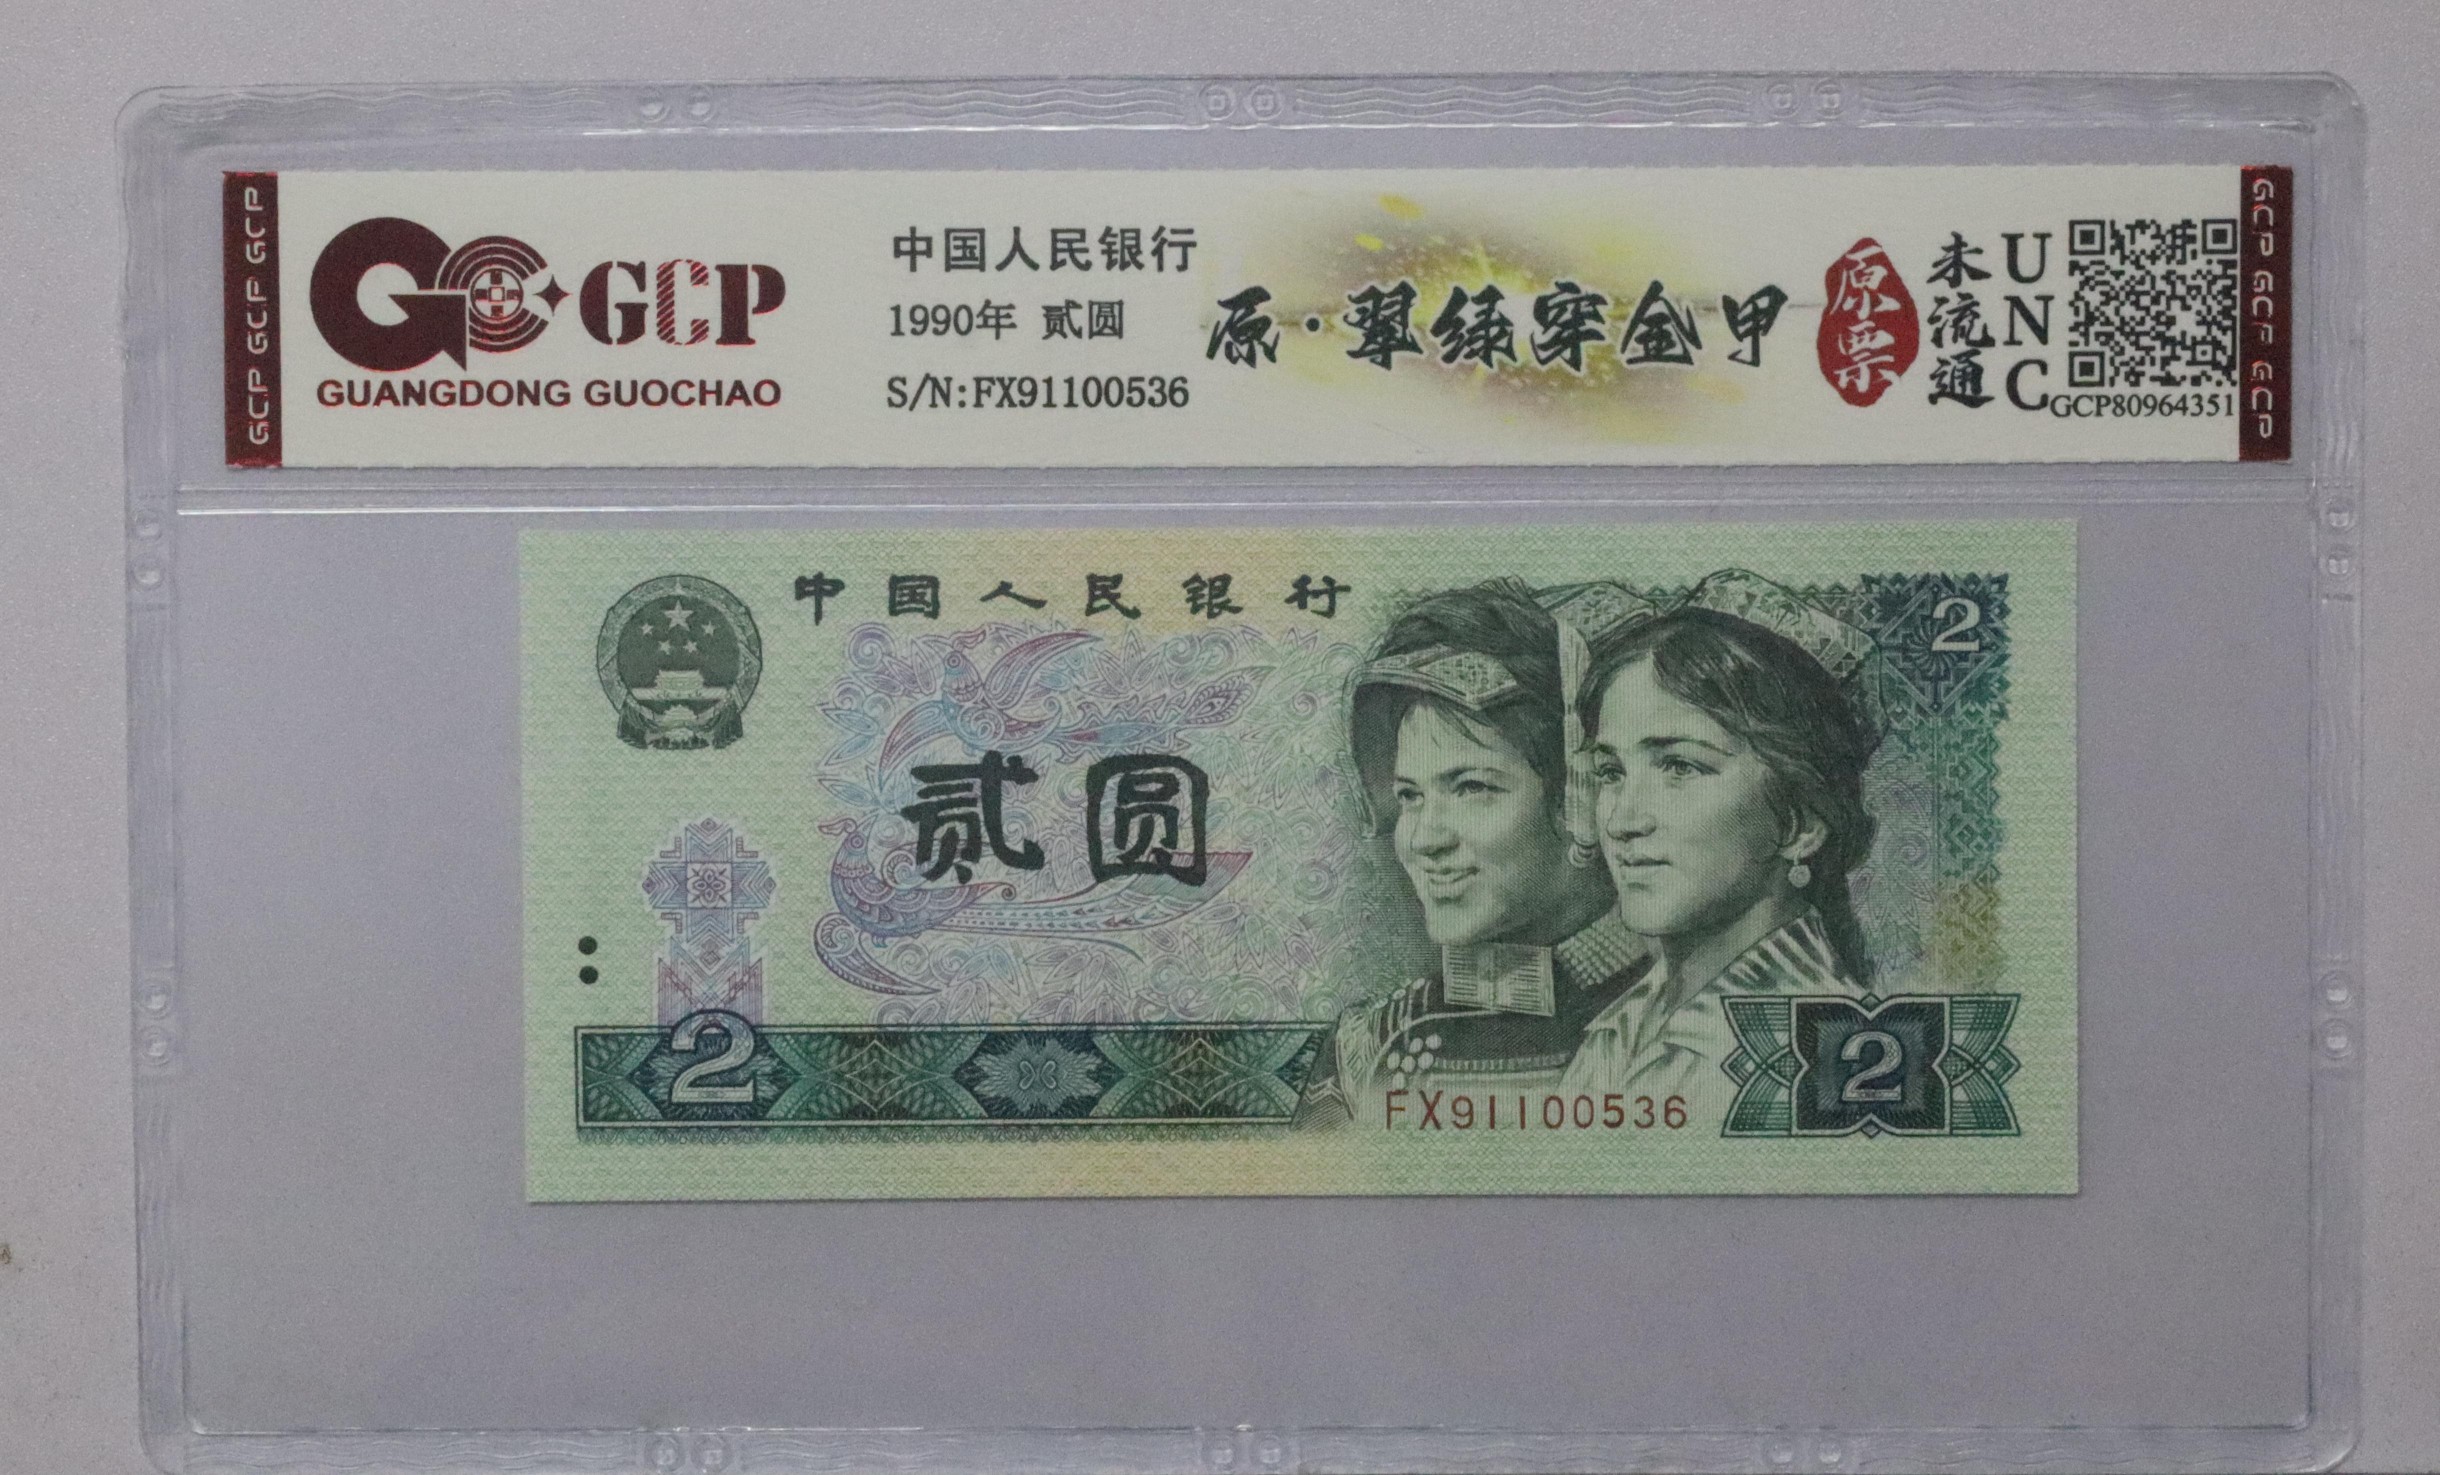 GCP GCP GCP
GCP
GUANGDONG GUOCHAO
中国人民银行
1990年 贰圆
S/N:FX91100536
原·翠绿穿金甲
原票
未流通
UNC
GCP80964351
GCP GCP GCP
中国人民银行
2
贰圆
2
FX91100536
2